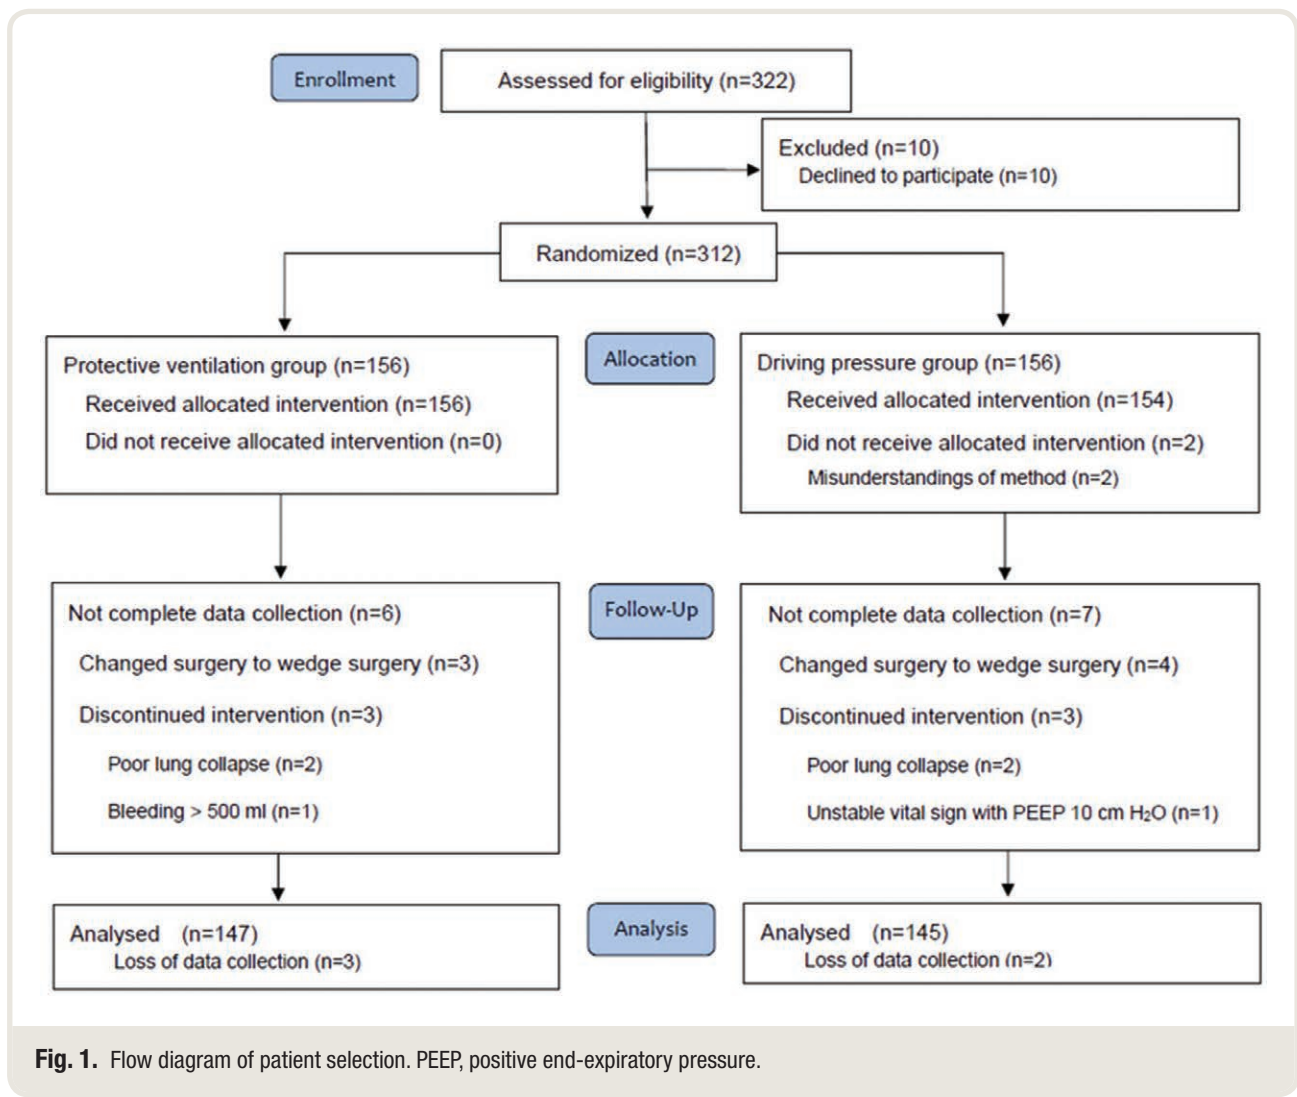 Enrollment
Assessed for eligibility (n=322)
Excluded (n=10)
Declined to participate (n=10)
Randomized (n=312)
Allocation
Protective ventilation group (n=156)
Received allocated intervention (n=156)
Did not receive allocated intervention (n=0)
Driving pressure group (n=156)
Received allocated intervention (n=154)
Did not receive allocated intervention (n=2)
Misunderstandings of method (n=2)
Follow-Up
Not complete data collection (n=6)
Changed surgery to wedge surgery (n=3)
Discontinued intervention (n=3)
Poor lung collapse (n=2)
Bleeding > 500 ml (n=1)
Not complete data collection (n=7)
Changed surgery to wedge surgery (n=4)
Discontinued intervention (n=3)
Poor lung collapse (n=2)
Unstable vital sign with PEEP 10 cm H₂O (n=1)
Analysis
Analysed (n=147)
Loss of data collection (n=3)
Analysed (n=145)
Loss of data collection (n=2)
Fig. 1. Flow diagram of patient selection. PEEP, positive end-expiratory pressure.